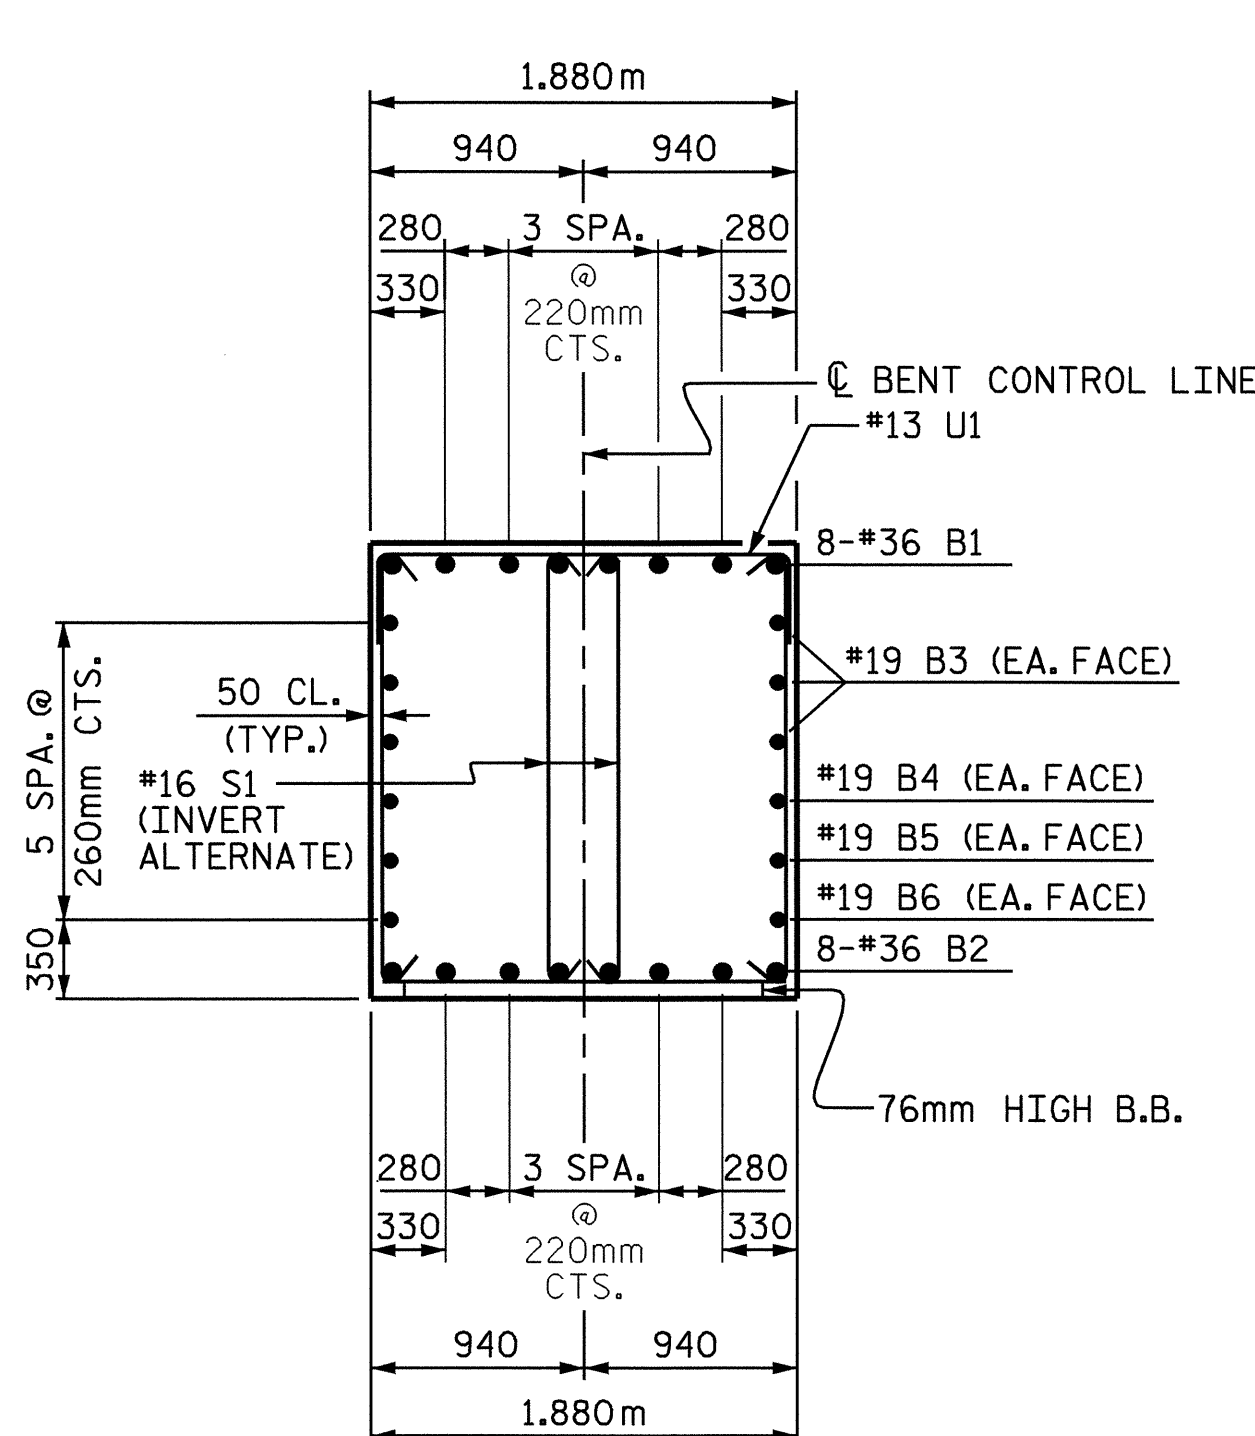 1.880m
940 940
280 3 SPA. 280
330 @ 330
220mm
CTS.
℄ BENT CONTROL LINE
#13 U1
8-#36 B1
#19 B3 (EA. FACE)
50 CL.
(TYP.)
5 SPA. @
260mm CTS.
#16 S1
(INVERT
ALTERNATE)
#19 B4 (EA. FACE)
#19 B5 (EA. FACE)
#19 B6 (EA. FACE)
350
8-#36 B2
76mm HIGH B.B.
280 3 SPA. 280
330 @ 330
220mm
CTS.
940 940
1.880m